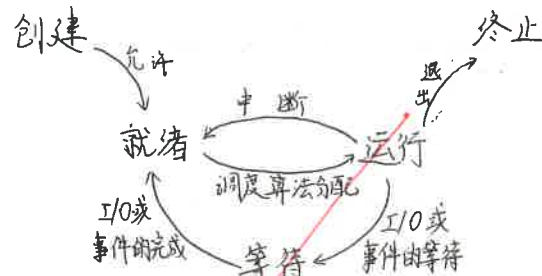 创建
终止
允许
退出
中断
就绪
运行
调度算法分配
I/O或
事件的完成
等待
I/O或
事件的等待